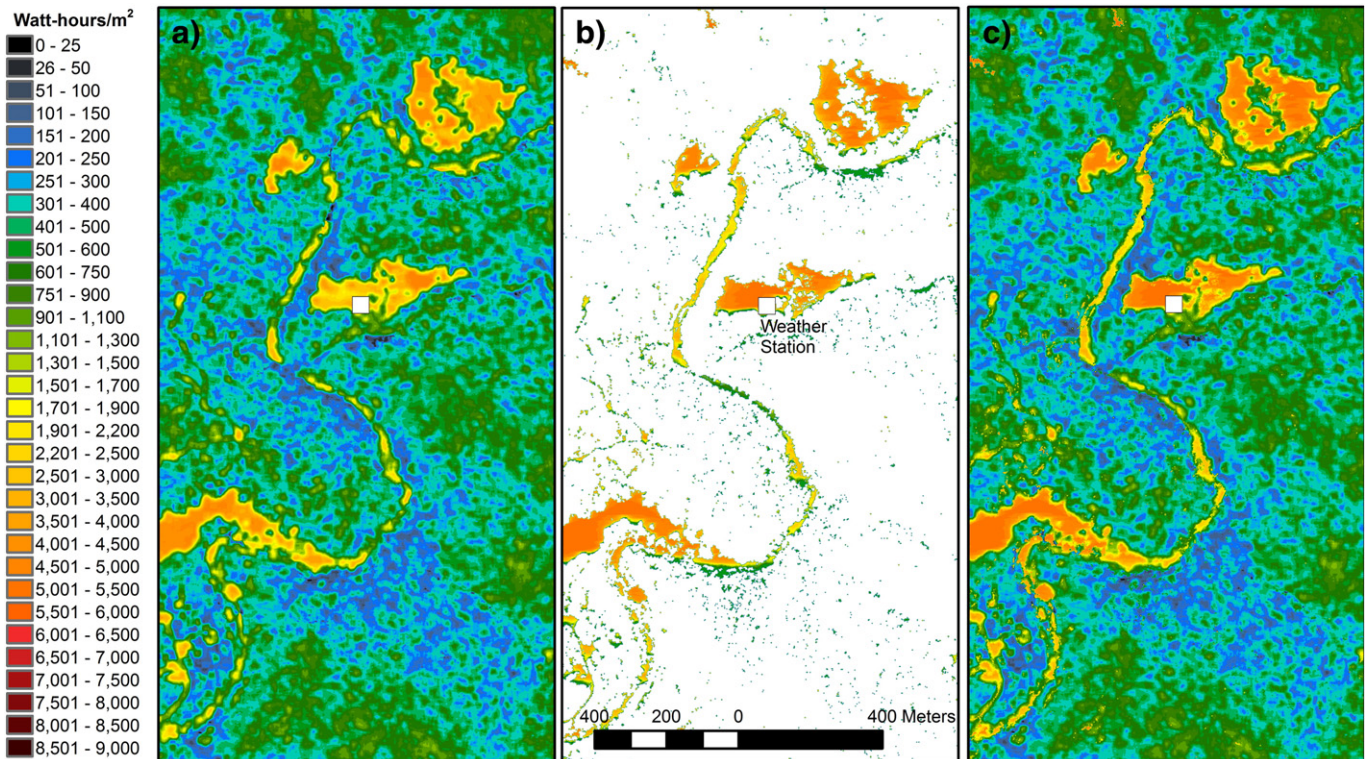 Watt-hours/m²
0 - 25
26 - 50
51 - 100
101 - 150
151 - 200
201 - 250
251 - 300
301 - 400
401 - 500
501 - 600
601 - 750
751 - 900
901 - 1,100
1,101 - 1,300
1,301 - 1,500
1,501 - 1,700
1,701 - 1,900
1,901 - 2,200
2,201 - 2,500
2,501 - 3,000
3,001 - 3,500
3,501 - 4,000
4,001 - 4,500
4,501 - 5,000
5,001 - 5,500
5,501 - 6,000
6,001 - 6,500
6,501 - 7,000
7,001 - 7,500
7,501 - 8,000
8,001 - 8,500
8,501 - 9,000
a)
b)
Weather
Station
400 200 0 400 Meters
c)